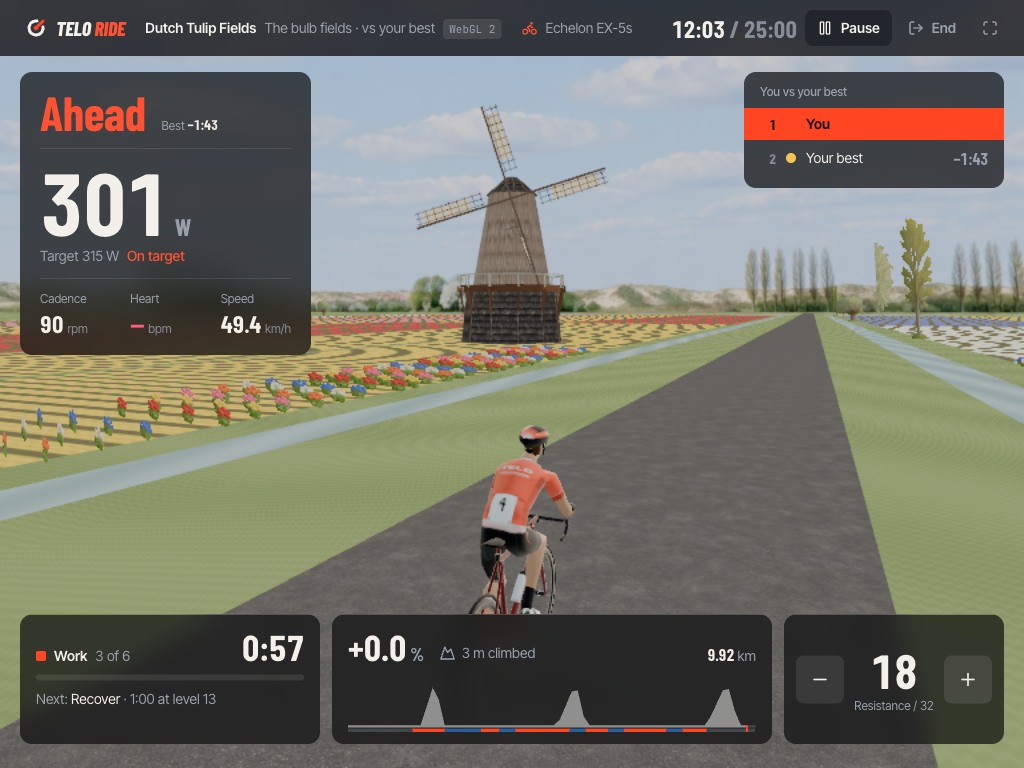 TELO RIDE
Dutch Tulip Fields The bulb fields · vs your best WebGL 2
Echelon EX-5s
12:03 / 25:00
Pause
End
Ahead Best −1:43
301 W
Target 315 W On target
Cadence Heart Speed
90 rpm — bpm 49.4 km/h
You vs your best
1 You
2 Your best −1:43
TELO
4
Work 3 of 6 0:57
Next: Recover · 1:00 at level 13
+0.0 % 3 m climbed 9.92 km
− 18 +
Resistance / 32